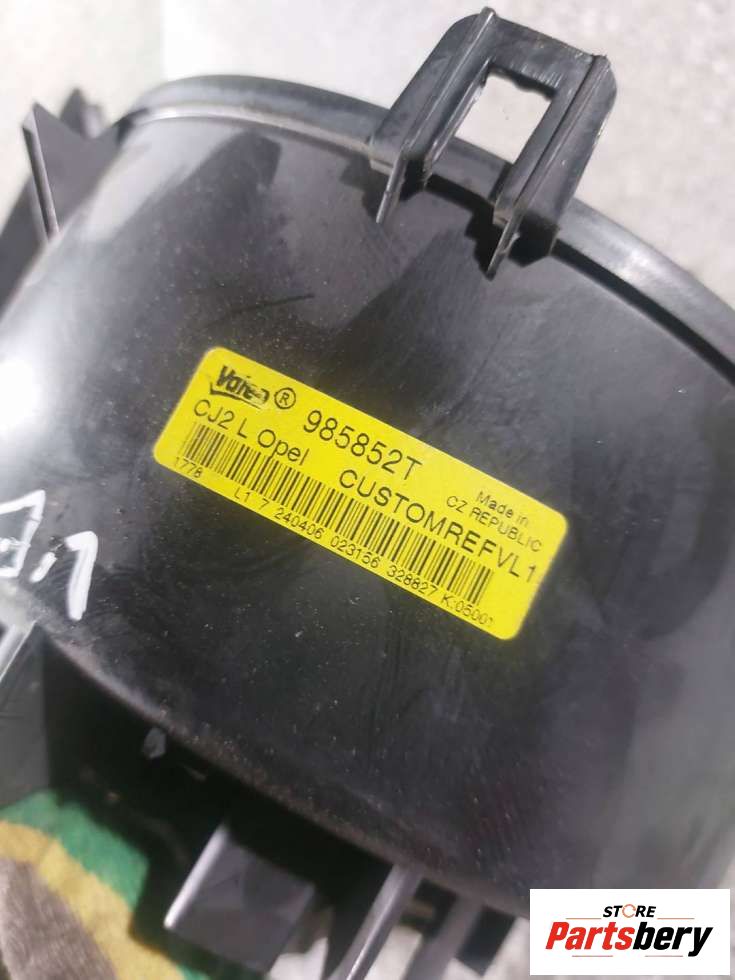 Valeo ® 985852T
Made in
CZ REPUBLIC
CJ2 L Opel CUSTOMREFVL1
1778 L1 7 240406 023156 328827 K:05001
STORE
Partsbery